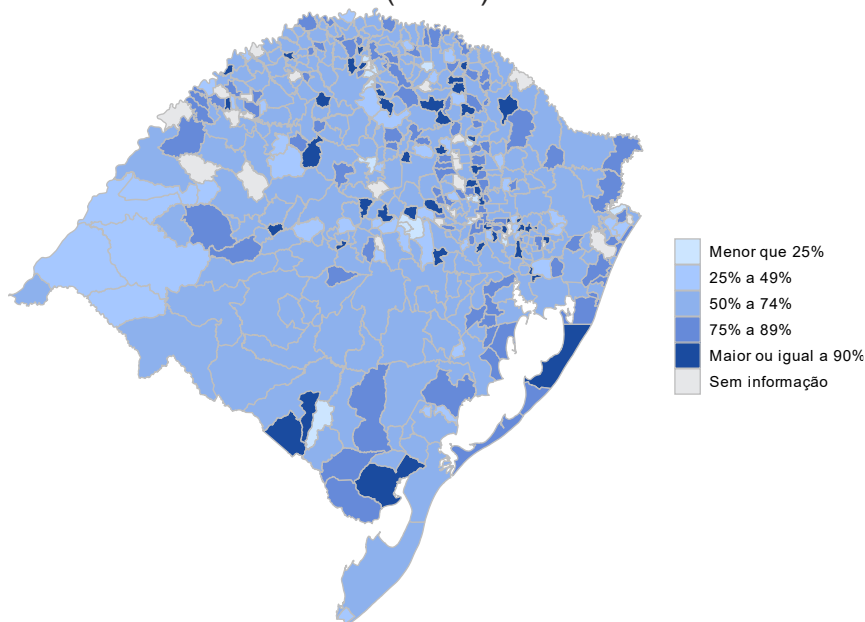 Menor que 25%
25% a 49%
50% a 74%
75% a 89%
Maior ou igual a 90%
Sem informação